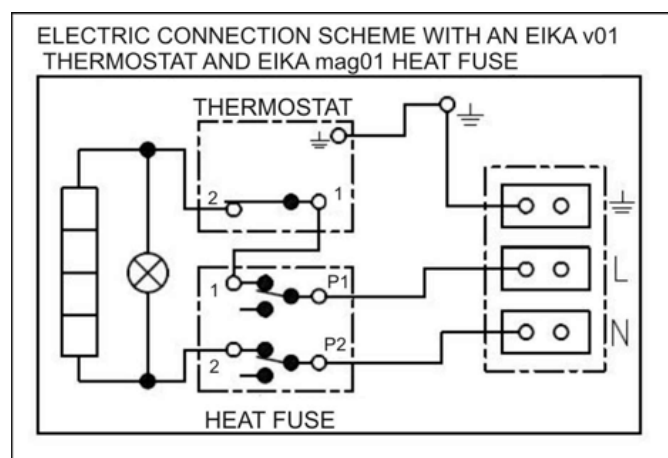 ELECTRIC CONNECTION SCHEME WITH AN EIKA v01
THERMOSTAT AND EIKA mag01 HEAT FUSE
THERMOSTAT
2 1
1 P1
L
2 P2
N
HEAT FUSE